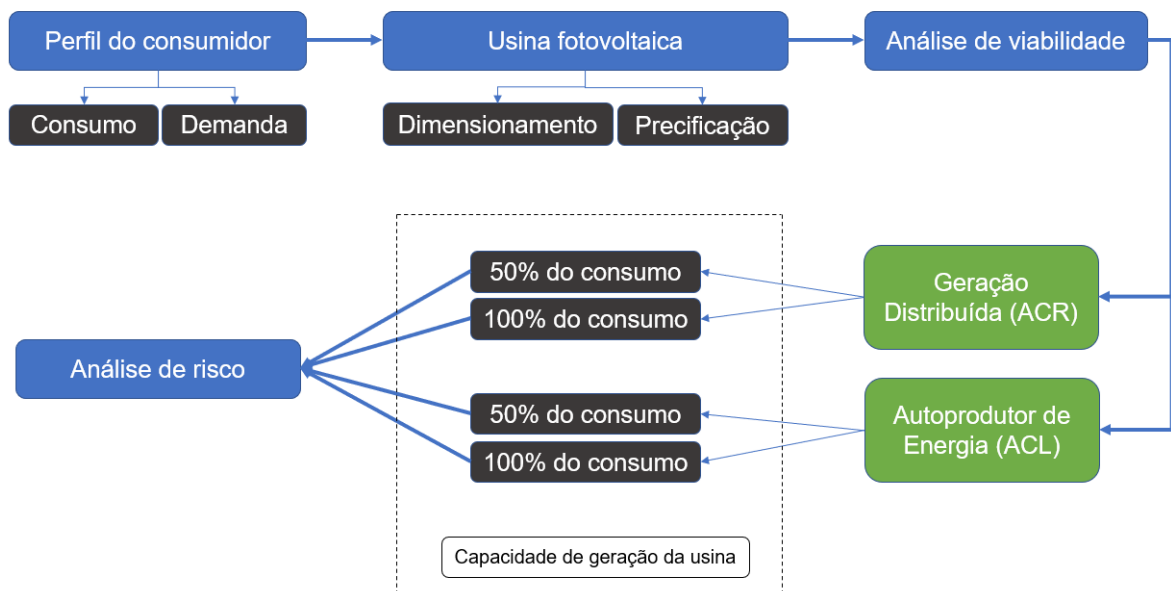 Perfil do consumidor
Usina fotovoltaica
Análise de viabilidade
Consumo
Demanda
Dimensionamento
Precificação
50% do consumo
100% do consumo
Geração
Distribuída (ACR)
Análise de risco
50% do consumo
100% do consumo
Autoprodutor de
Energia (ACL)
Capacidade de geração da usina